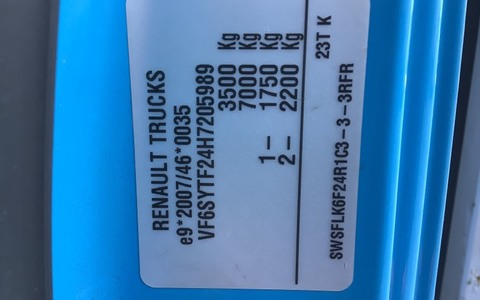 RENAULT TRUCKS
e9*2007/46*0035
VF6SYTF24H7205989
3500 Kg
7000 Kg
1- 1750 Kg
2- 2200 Kg
23T K
SWSFLK6F24R1C3-3-3RFR